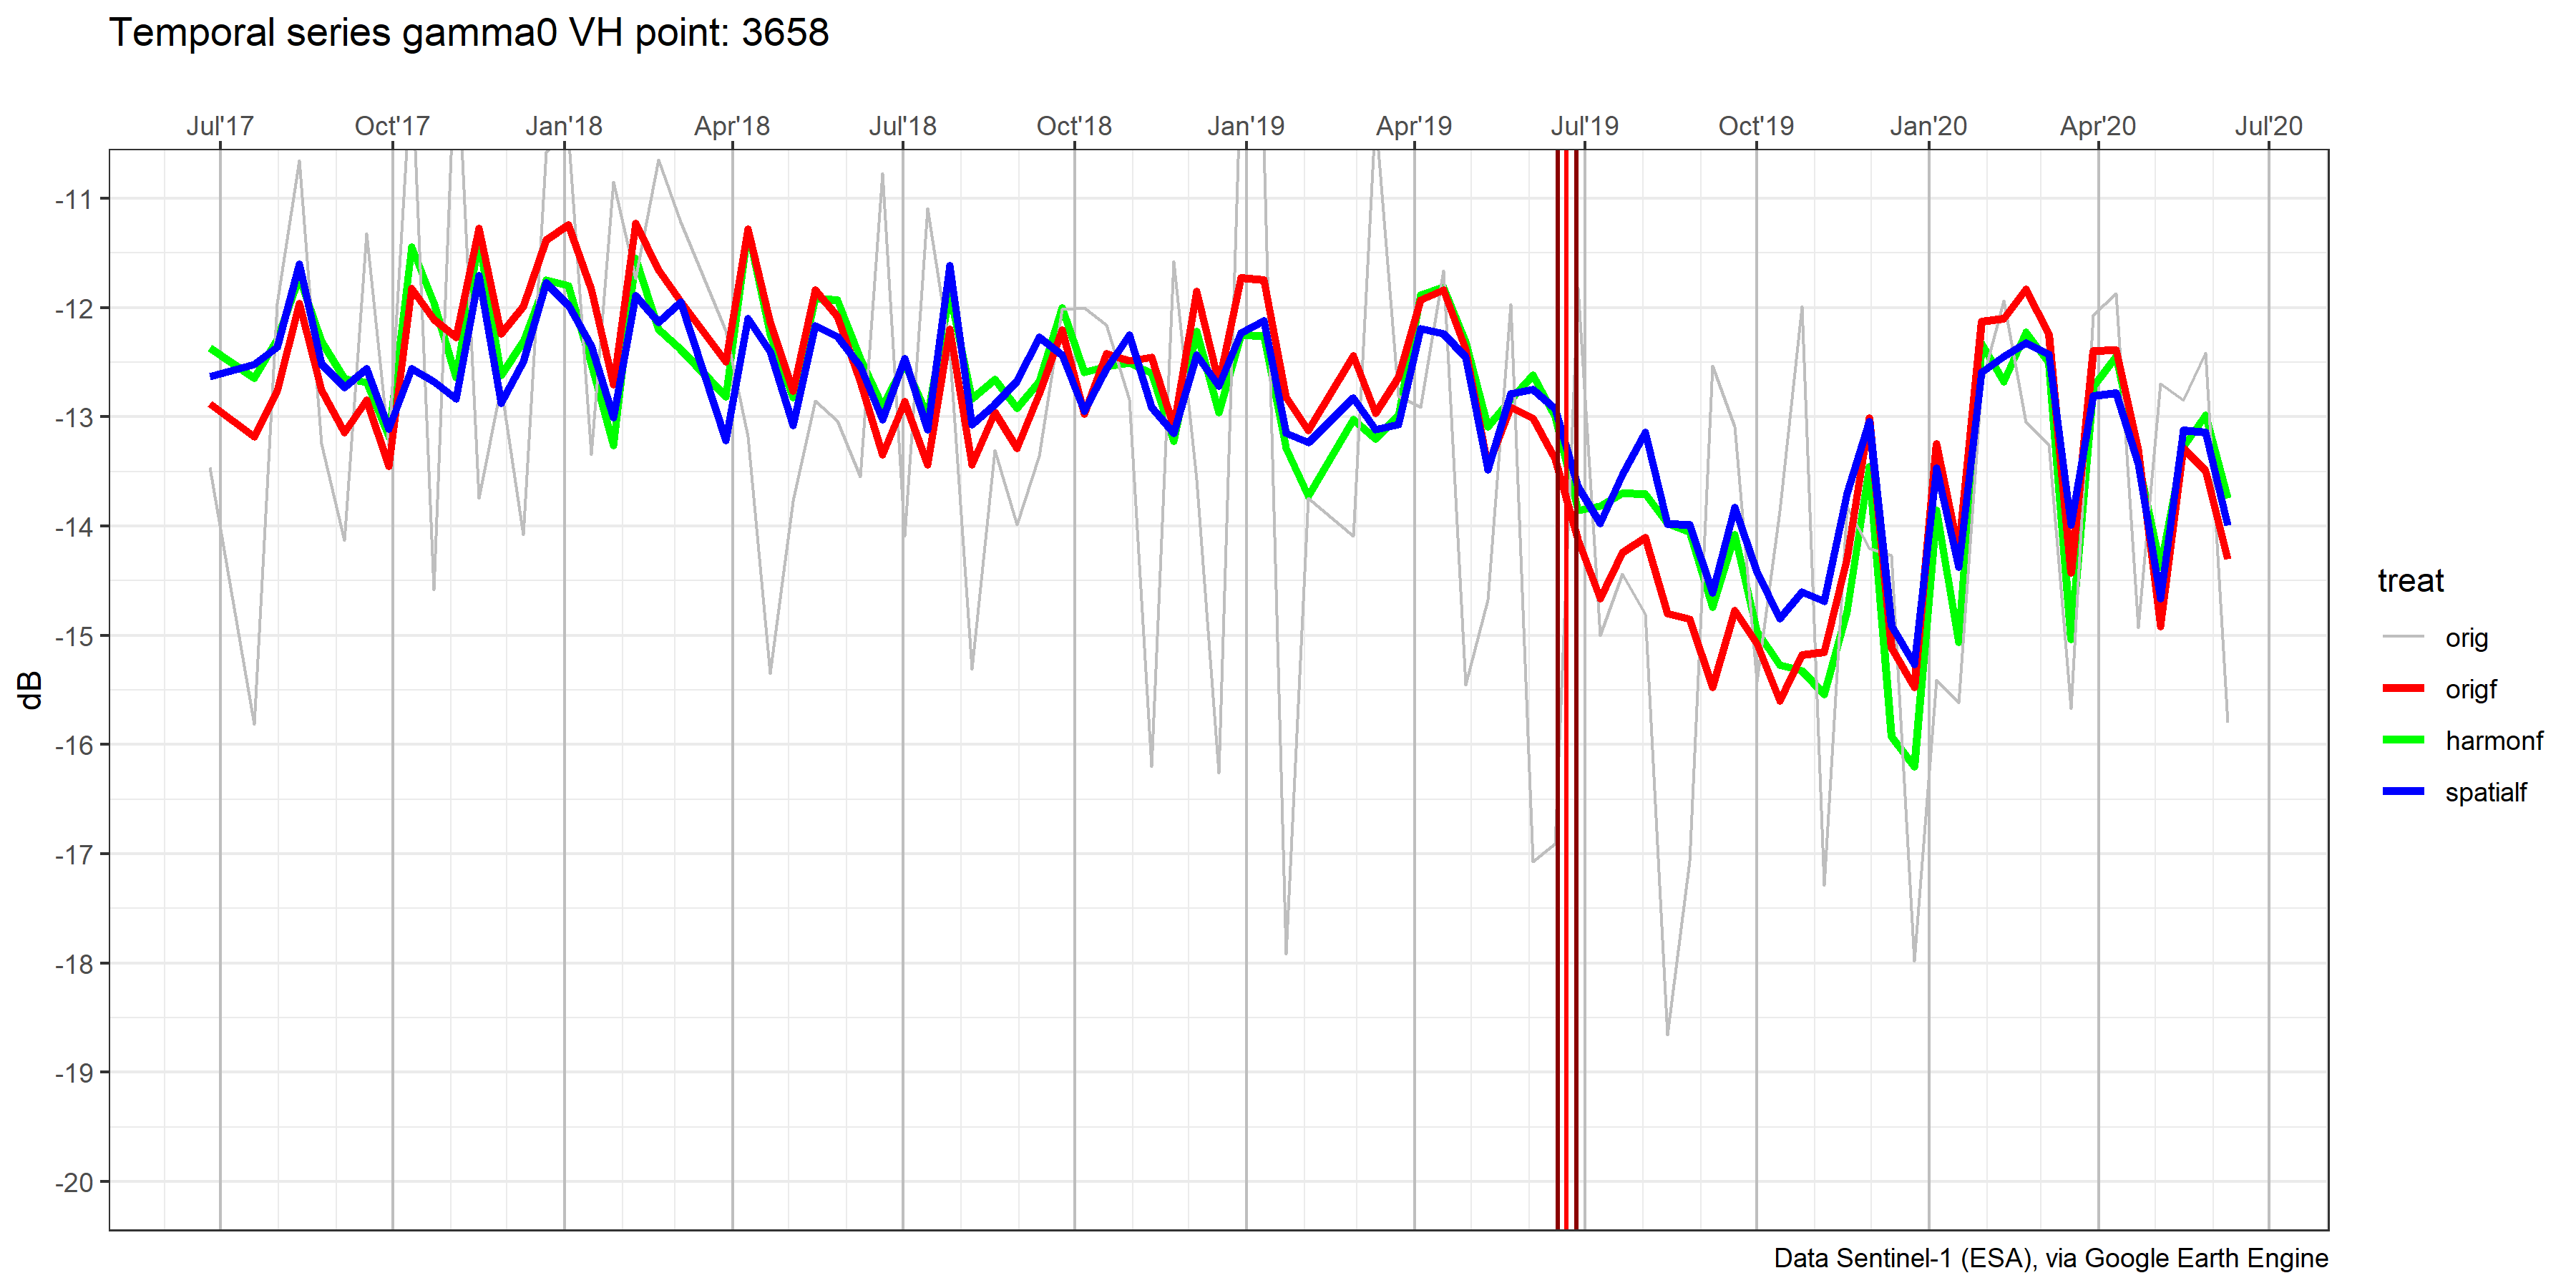 Temporal series gamma0 VH point: 3658
Jul'17 Oct'17 Jan'18 Apr'18 Jul'18 Oct'18 Jan'19 Apr'19 Jul'19 Oct'19 Jan'20 Apr'20 Jul'20
-11
-12
-13
-14
-15
-16
-17
-18
-19
-20
dB
treat
orig
origf
harmonf
spatialf
Data Sentinel-1 (ESA), via Google Earth Engine